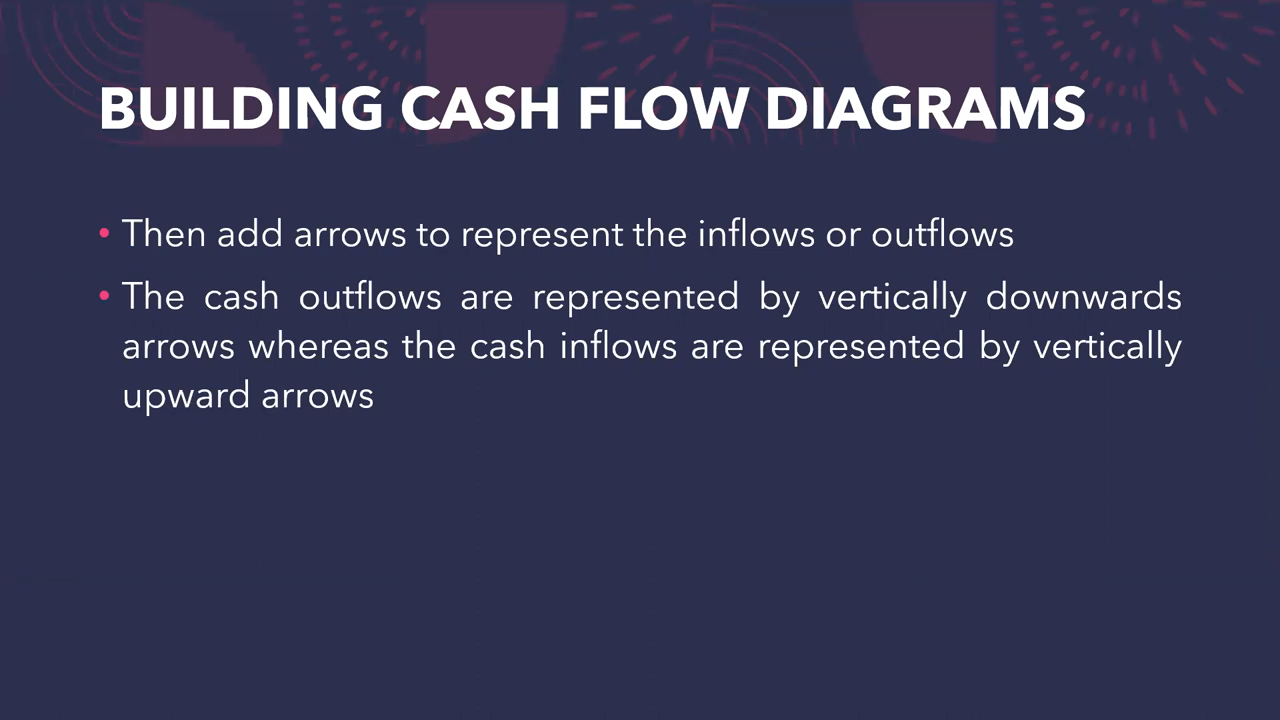 BUILDING CASH FLOW DIAGRAMS
• Then add arrows to represent the inflows or outflows
• The cash outflows are represented by vertically downwards
arrows whereas the cash inflows are represented by vertically
upward arrows